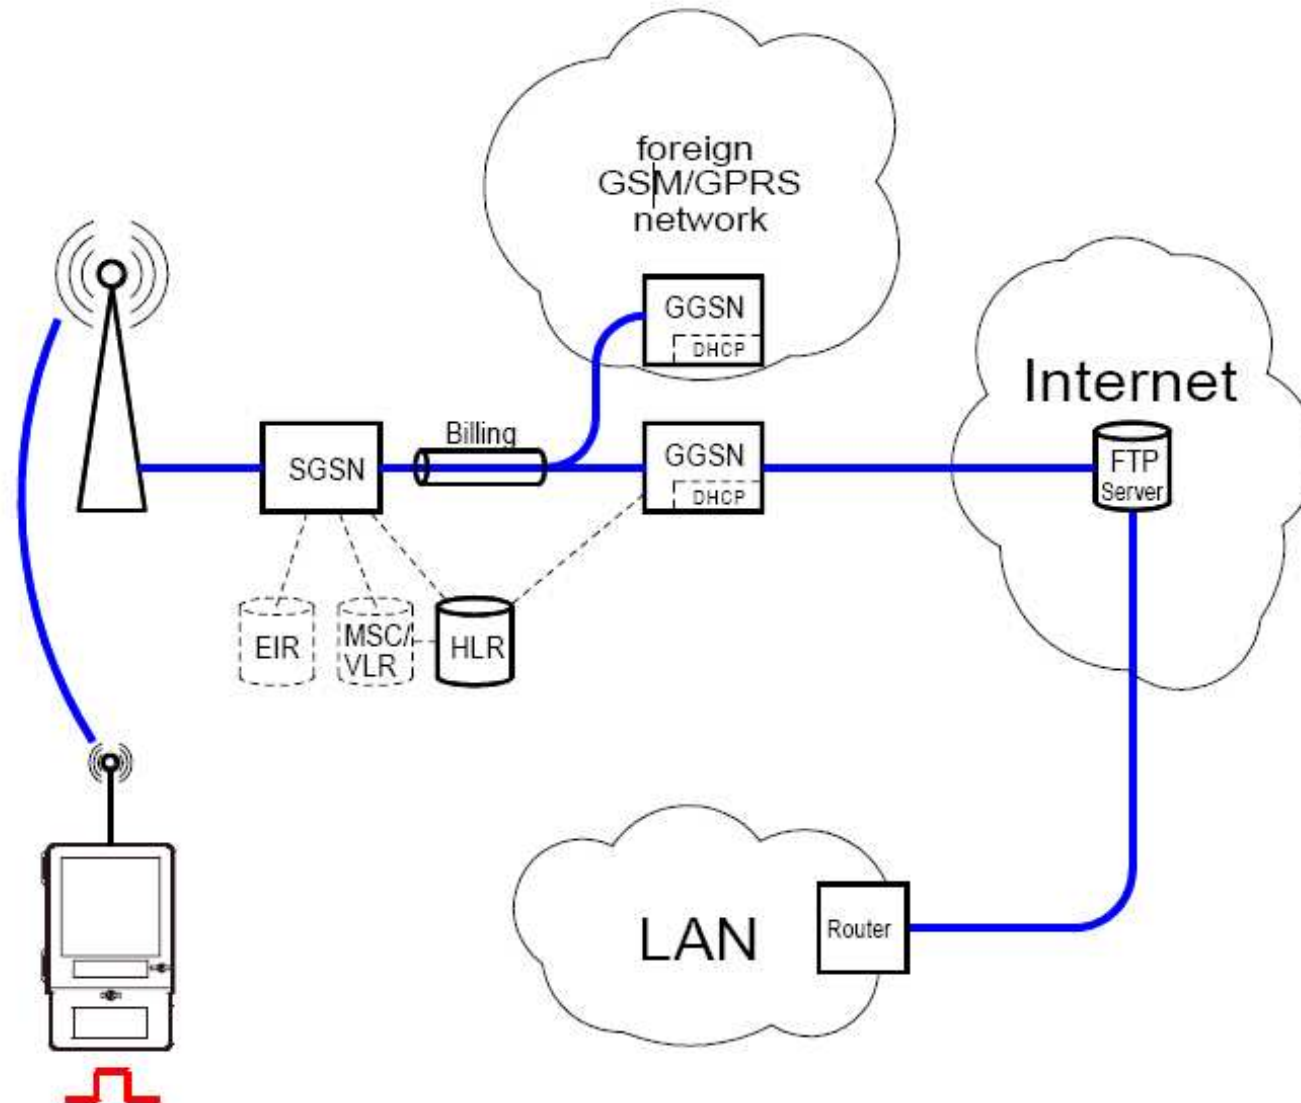 foreign
GSM/GPRS
network
GGSN
DHCP
Internet
Billing
SGSN
GGSN
DHCP
FTP
Server
EIR
MSC/
VLR
HLR
LAN
Router